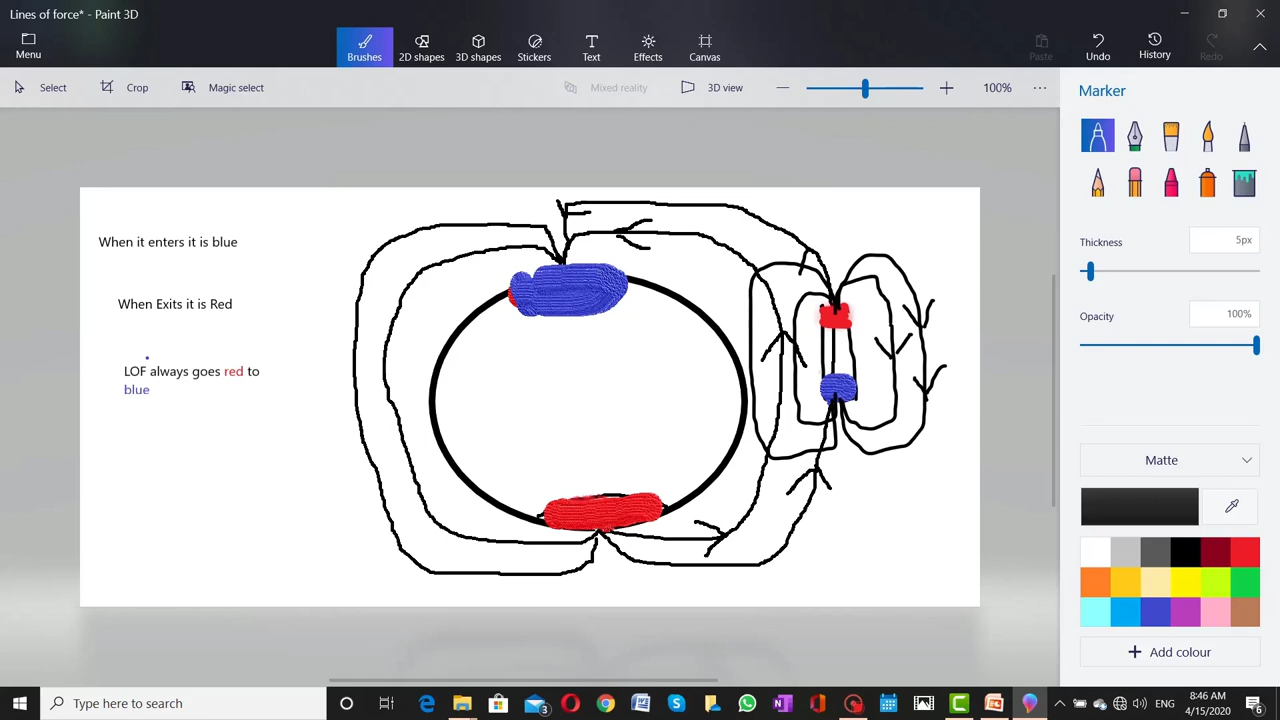 Lines of force* - Paint 3D
Menu
Brushes
2D shapes
3D shapes
Stickers
Text
Effects
Canvas
Paste
Undo
History
Redo
Select
Crop
Magic select
Mixed reality
3D view
100%
Marker
Thickness
5px
Opacity
100%
Matte
Add colour
When it enters it is blue
When Exits it is Red
LOF always goes red to
blue
Type here to search
3
W
N
ENG
8:46 AM
4/15/2020
6